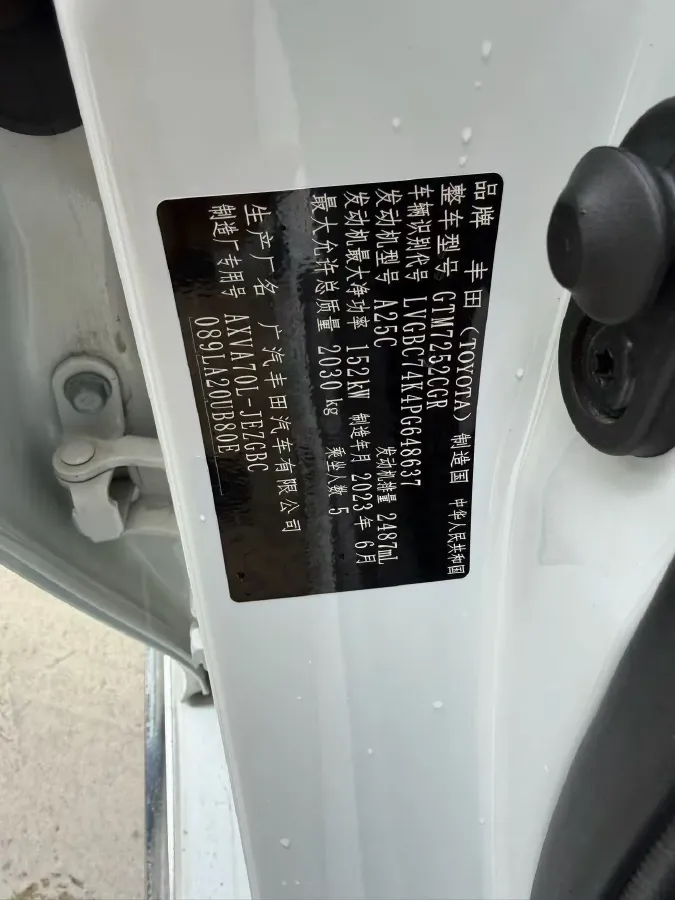 品牌 丰田(TOYOTA) 制造国 中华人民共和国
整车型号 GTM7252CGR
车辆识别代号 LVGBC74K4PG648637
发动机型号 A25C 发动机排量 2487mL
发动机最大净功率 152kW 制造年月 2023年6月
最大允许总质量 2030kg 乘坐人数 5
生产厂名 广汽丰田汽车有限公司
制造厂专用号 AXVA70L-JEZGBC
089LA20UB80E